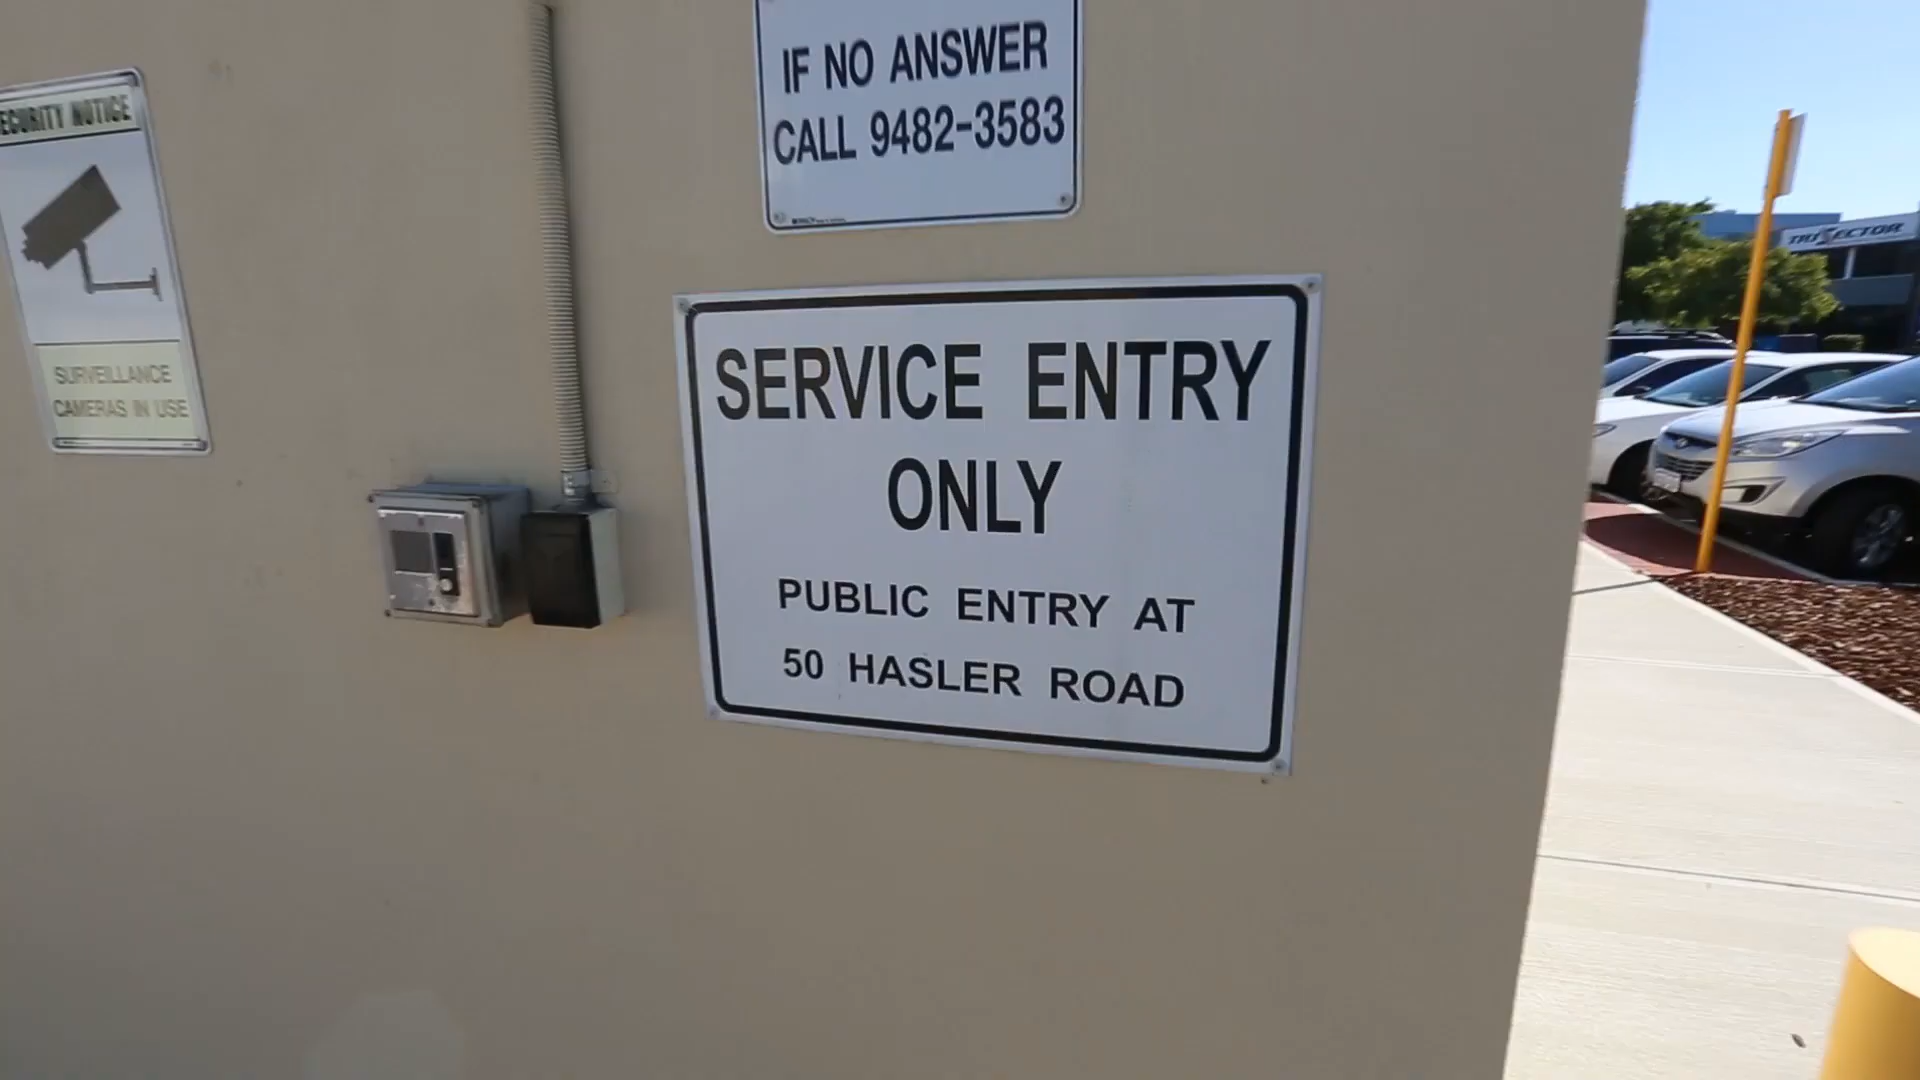 SECURITY NOTICE
SURVEILLANCE
CAMERAS IN USE
IF NO ANSWER
CALL 9482-3583
SERVICE ENTRY
ONLY
PUBLIC ENTRY AT
50 HASLER ROAD
TRISECTOR